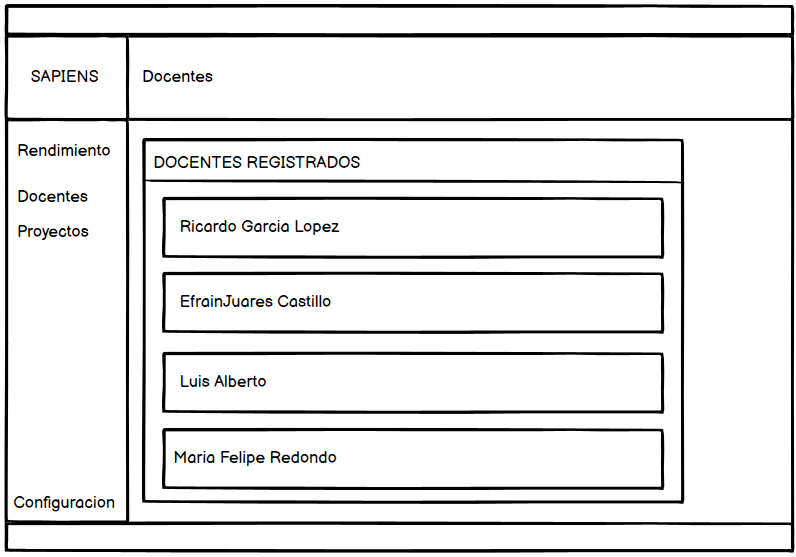 SAPIENS
Docentes
Rendimiento
Docentes
Proyectos
Configuracion
DOCENTES REGISTRADOS
Ricardo Garcia Lopez
EfrainJuares Castillo
Luis Alberto
Maria Felipe Redondo